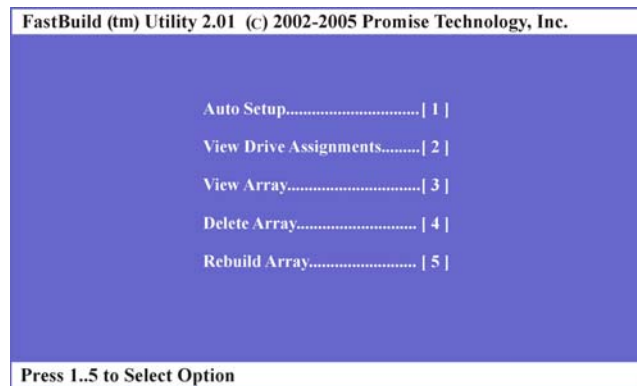 FastBuild (tm) Utility 2.01 (C) 2002-2005 Promise Technology, Inc.
Auto Setup................................[ 1 ]
View Drive Assignments.........[ 2 ]
View Array................................[ 3 ]
Delete Array............................. [ 4 ]
Rebuild Array.......................... [ 5 ]
Press 1..5 to Select Option